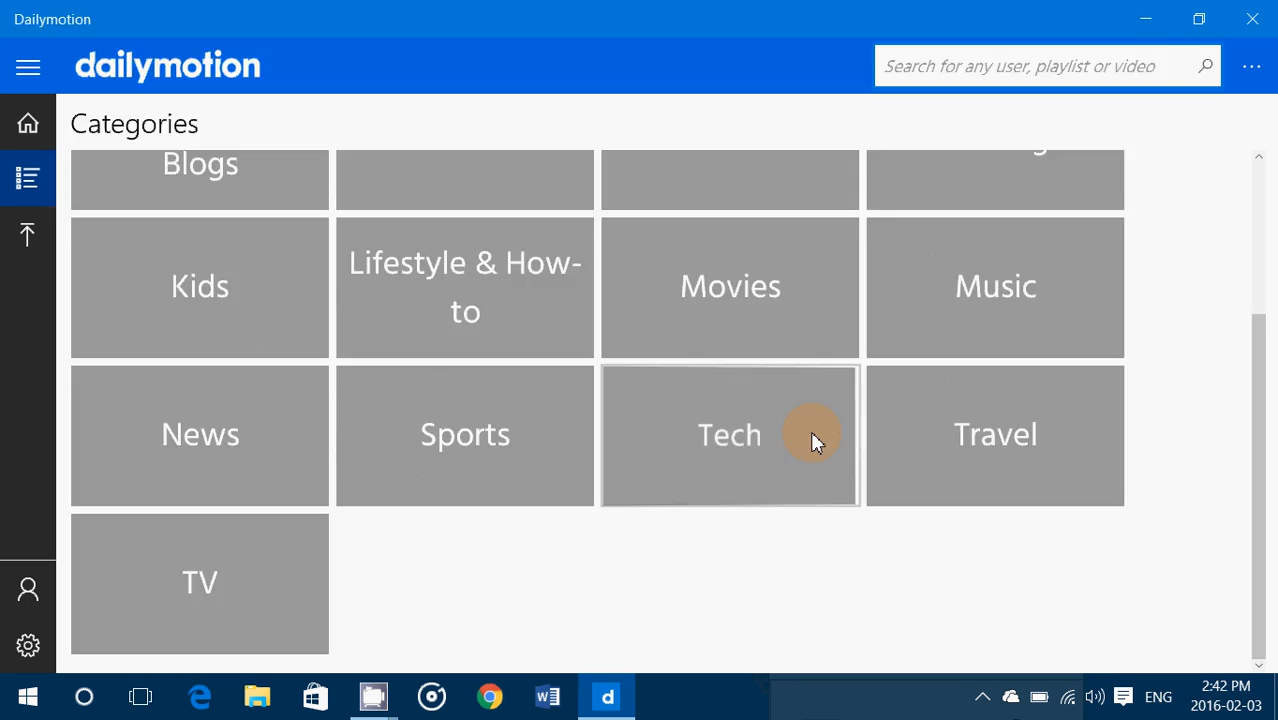 Dailymotion
dailymotion
Search for any user, playlist or video
Categories
Blogs
Kids
Lifestyle & How-
to
Movies
Music
News
Sports
Tech
Travel
TV
ENG
2:42 PM
2016-02-03